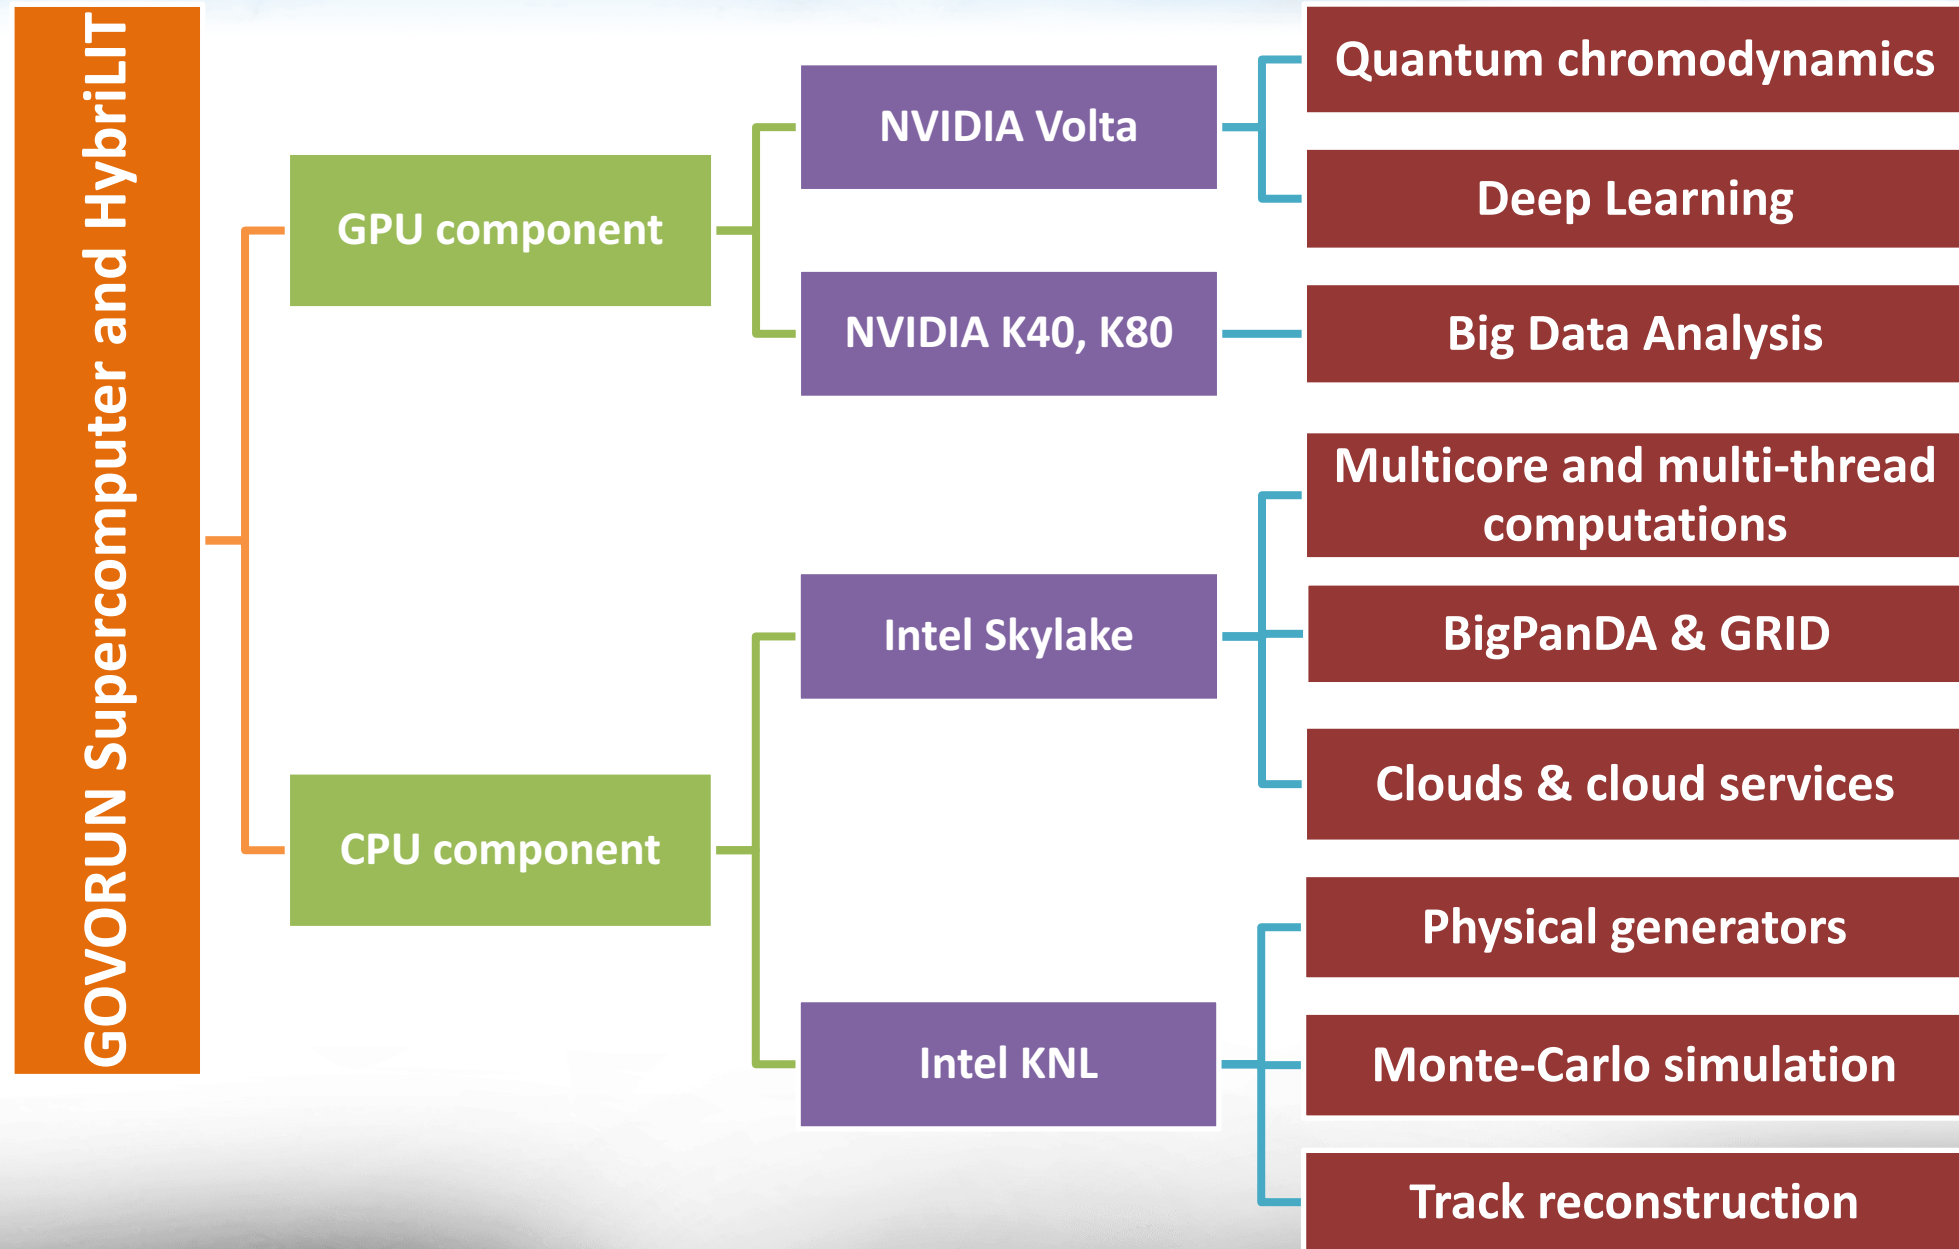 GOVORUN Supercomputer and HybriLIT
GPU component
NVIDIA Volta
Quantum chromodynamics
Deep Learning
NVIDIA K40, K80
Big Data Analysis
CPU component
Intel Skylake
Multicore and multi-thread
computations
BigPanDA & GRID
Clouds & cloud services
Intel KNL
Physical generators
Monte-Carlo simulation
Track reconstruction